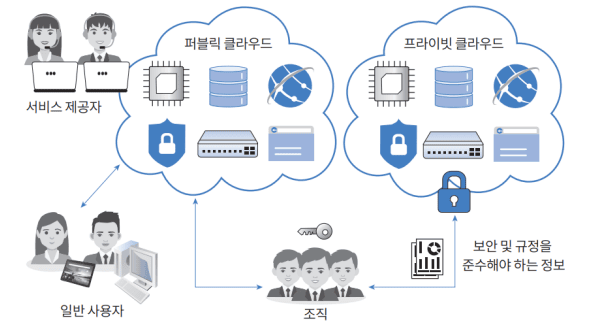 퍼블릭 클라우드
프라이빗 클라우드
서비스 제공자
보안 및 규정을
준수해야 하는 정보
일반 사용자
조직